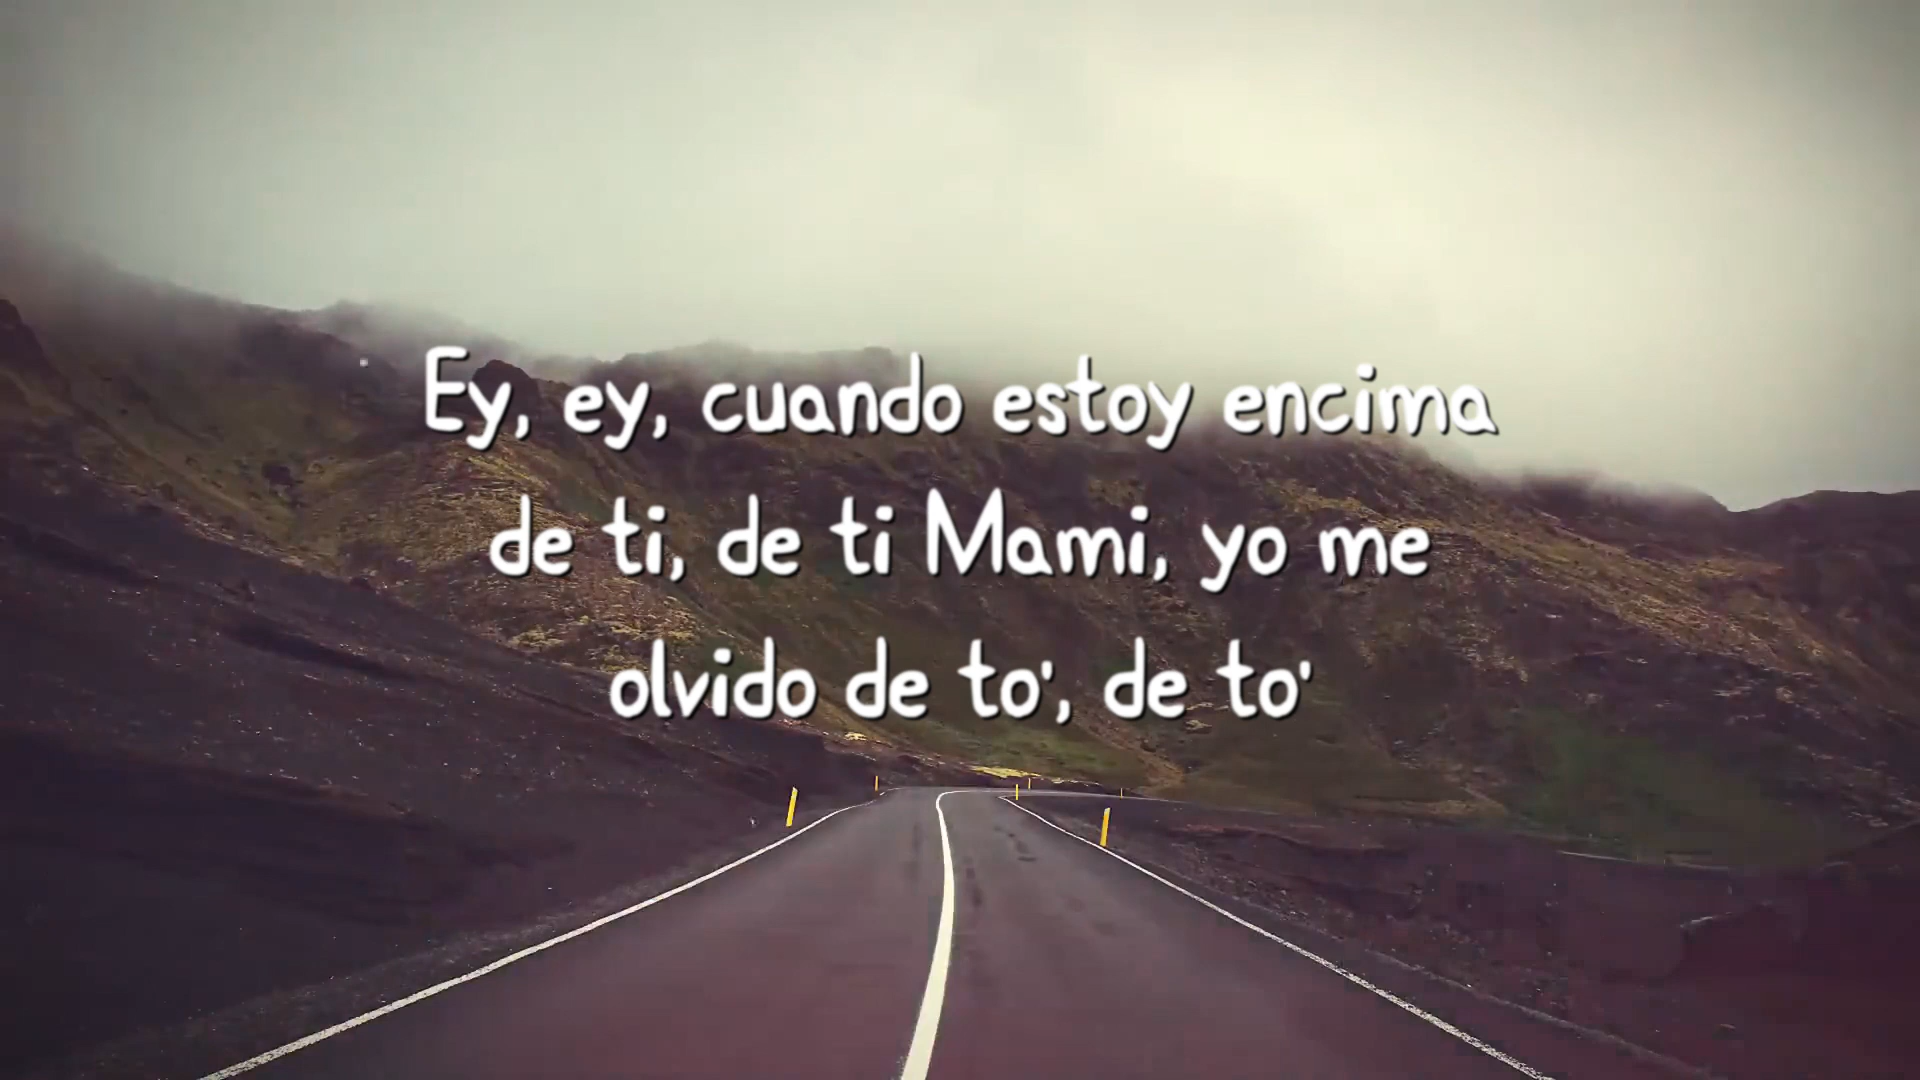 Ey, ey, cuando estoy encima
de ti, de ti Mami, yo me
olvido de to', de to'